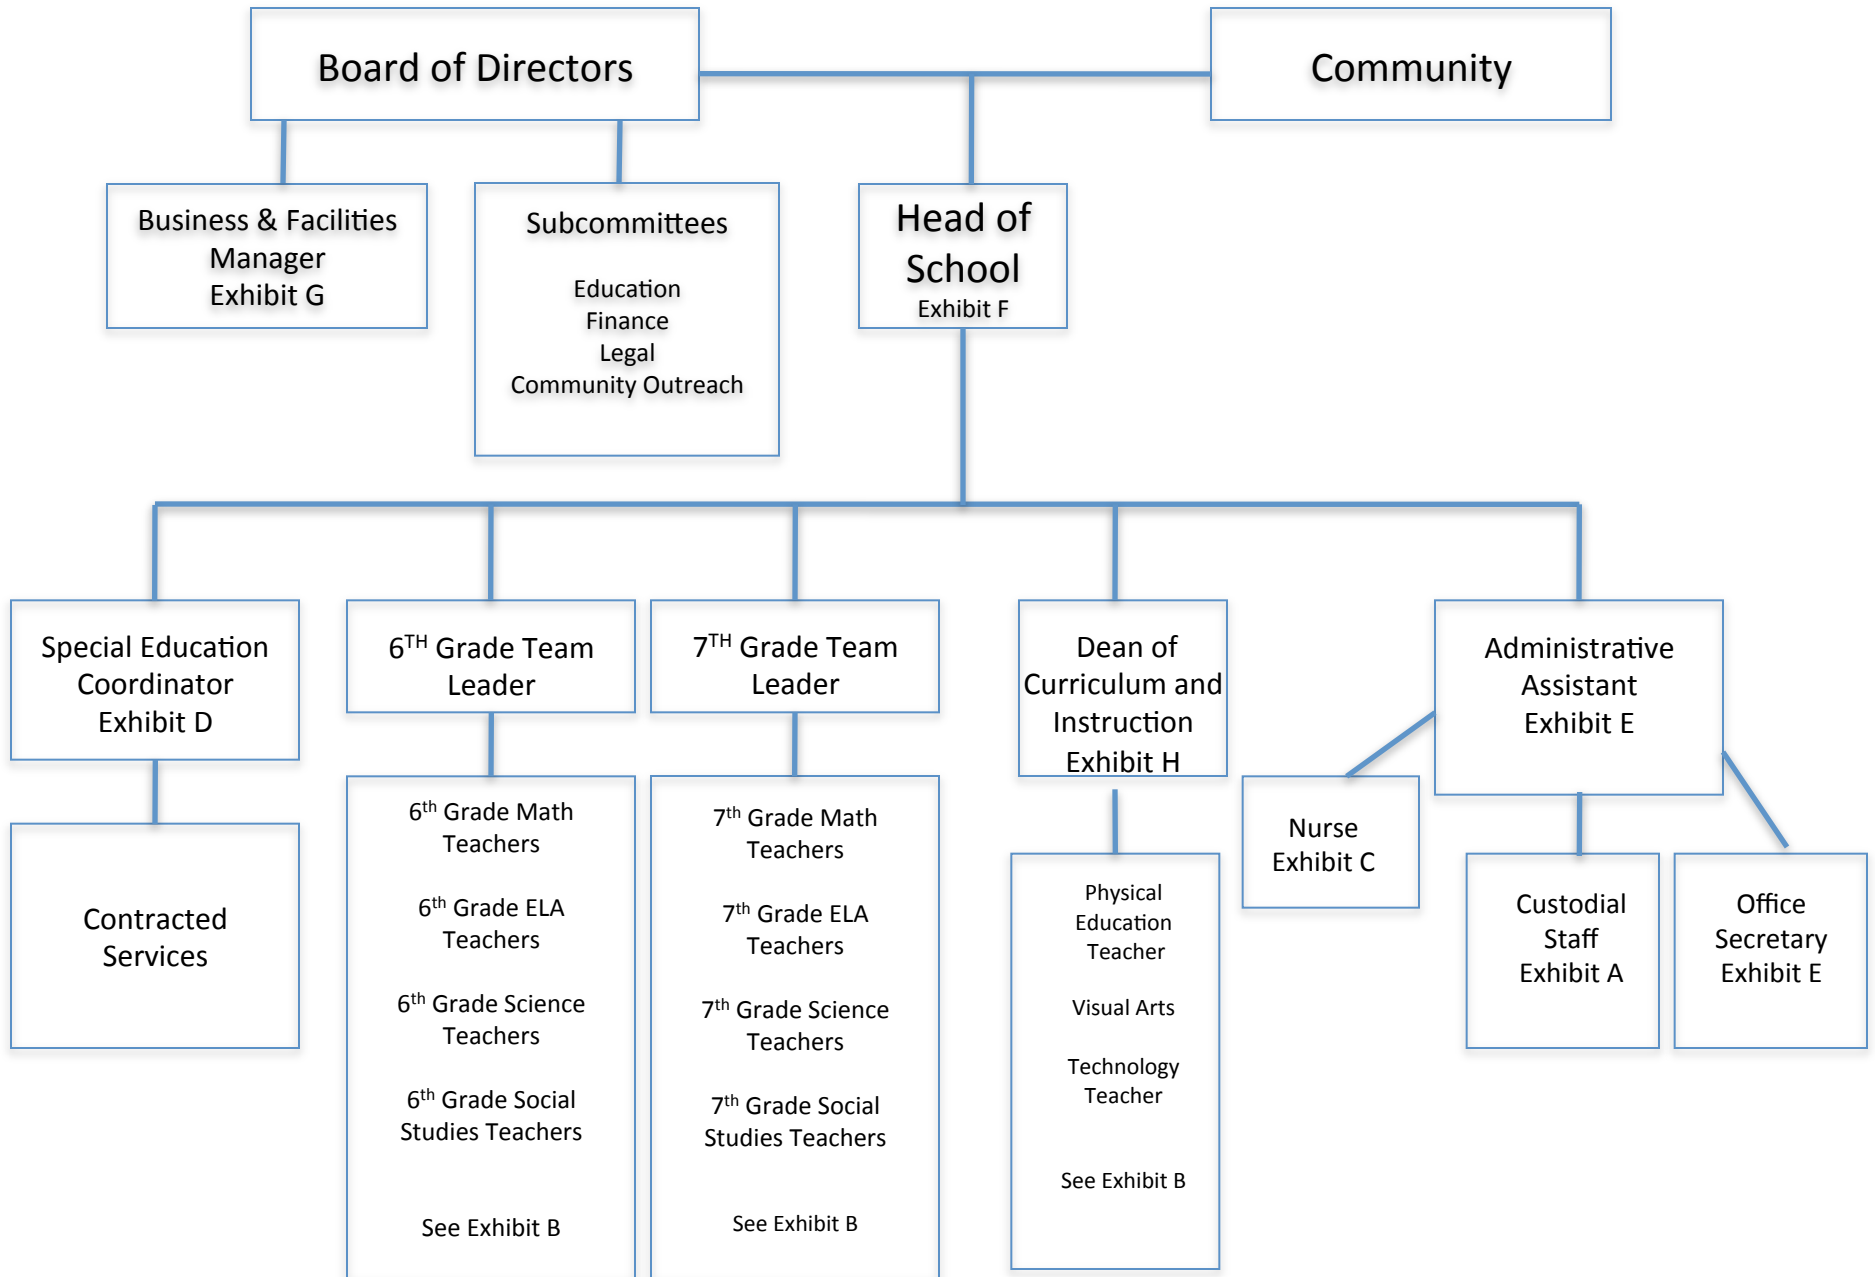 Board of Directors
Community
Business & Facilities
Manager
Exhibit G
Subcommittees
Education
Finance
Legal
Community Outreach
Head of
School
Exhibit F
Special Education
Coordinator
Exhibit D
6TH Grade Team
Leader
7TH Grade Team
Leader
Dean of
Curriculum and
Instruction
Exhibit H
Administrative
Assistant
Exhibit E
Contracted
Services
6th Grade Math
Teachers
6th Grade ELA
Teachers
6th Grade Science
Teachers
6th Grade Social
Studies Teachers
See Exhibit B
7th Grade Math
Teachers
7th Grade ELA
Teachers
7th Grade Science
Teachers
7th Grade Social
Studies Teachers
See Exhibit B
Physical
Education
Teacher
Visual Arts
Technology
Teacher
See Exhibit B
Nurse
Exhibit C
Custodial
Staff
Exhibit A
Office
Secretary
Exhibit E